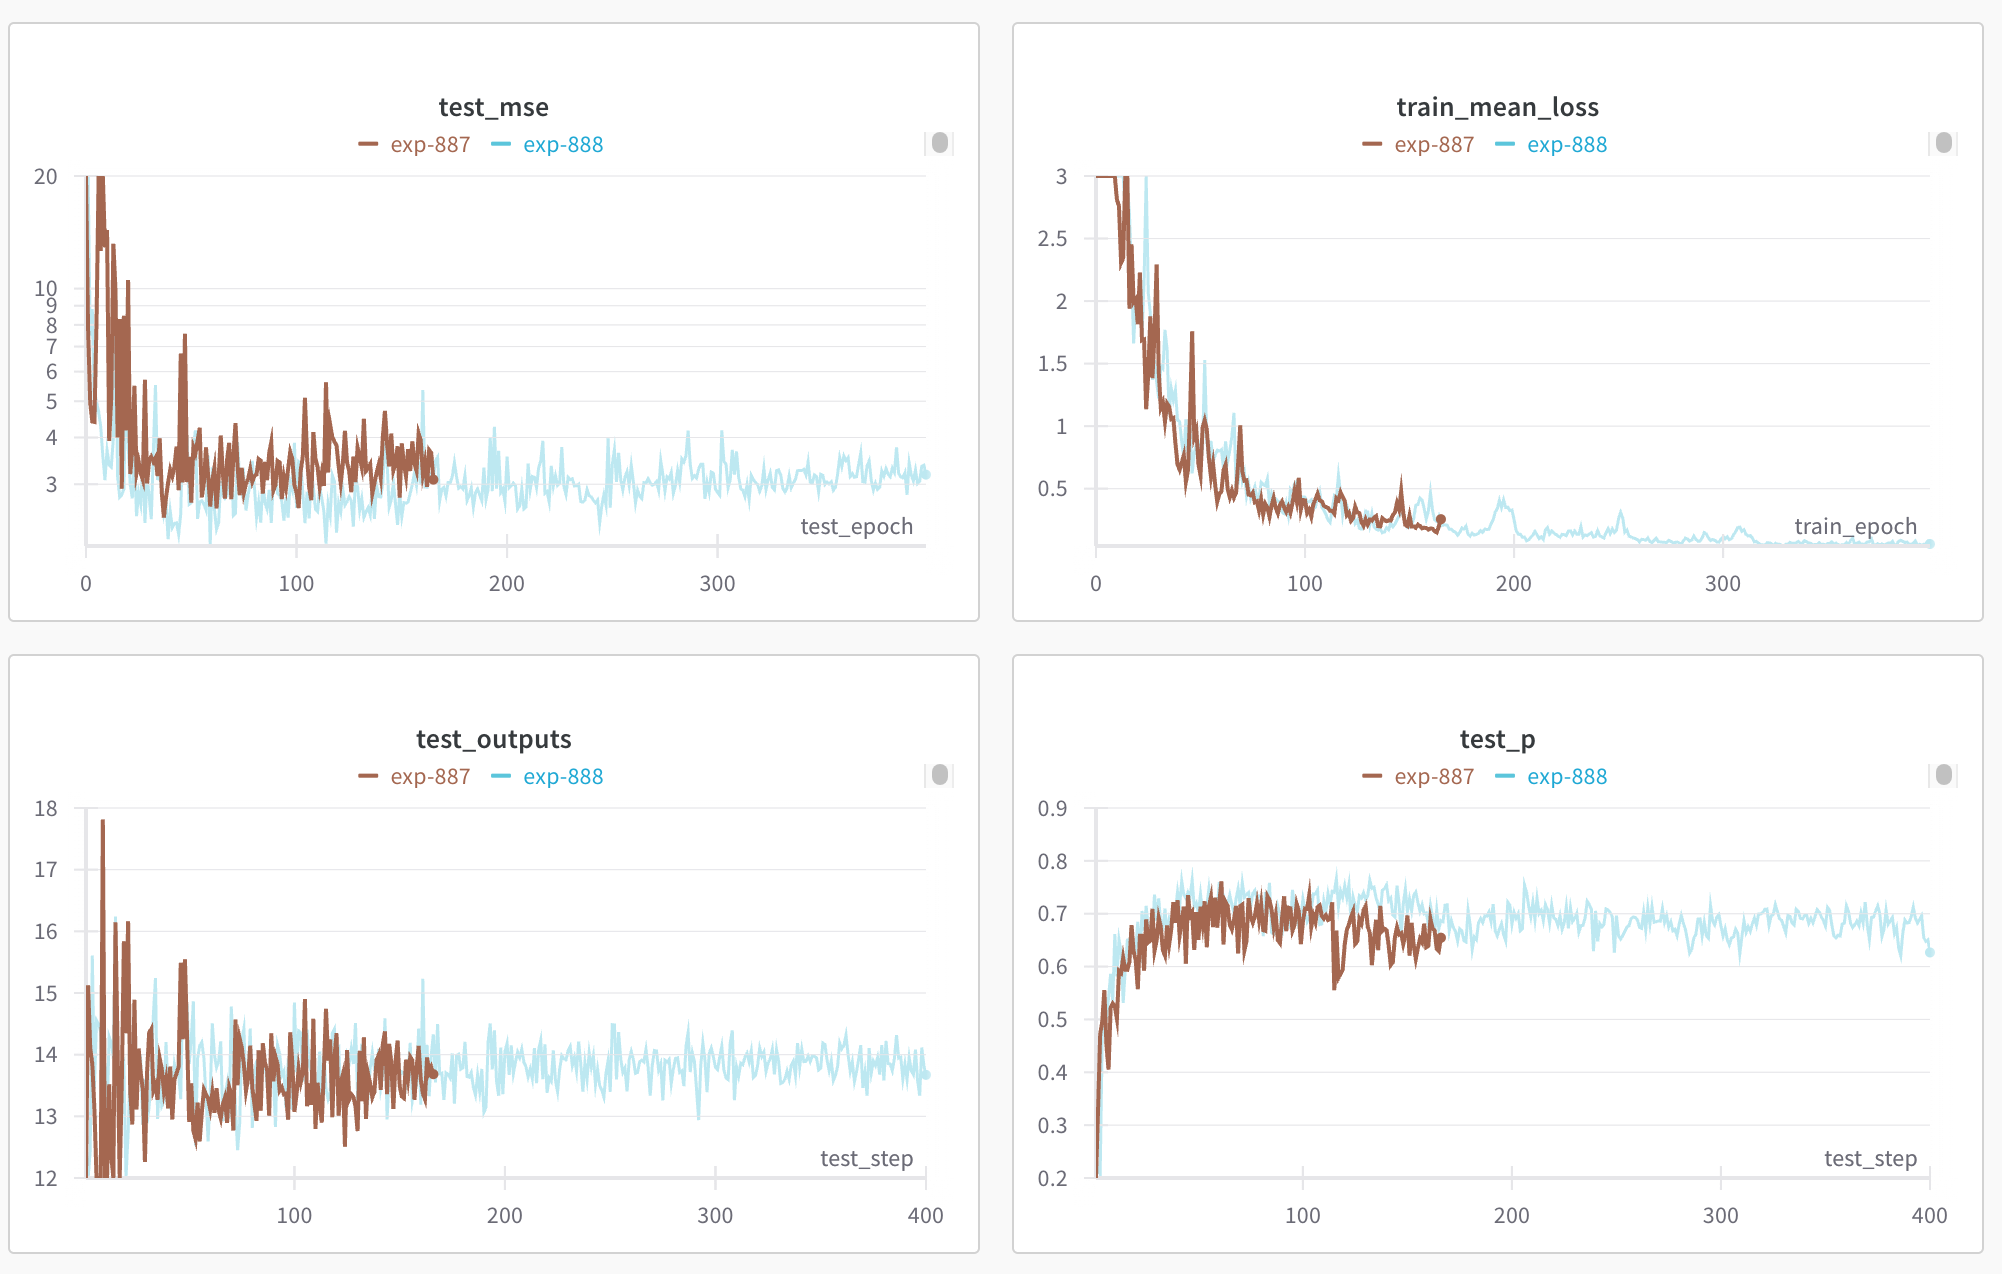 test_mse
exp-887 exp-888
20
10
9
8
7
6
5
4
3
test_epoch
0 100 200 300
train_mean_loss
exp-887 exp-888
3
2.5
2
1.5
1
0.5
train_epoch
0 100 200 300
test_outputs
exp-887 exp-888
18
17
16
15
14
13
12
test_step
100 200 300 400
test_p
exp-887 exp-888
0.9
0.8
0.7
0.6
0.5
0.4
0.3
0.2
test_step
100 200 300 400